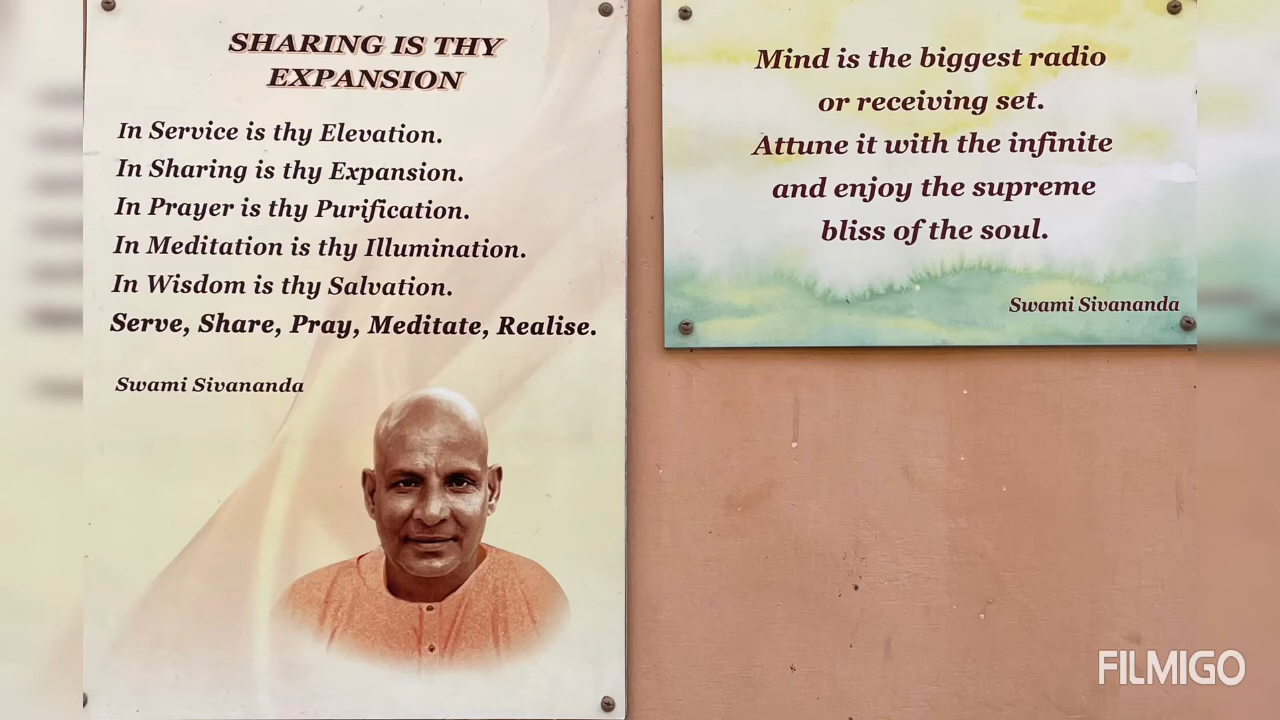 SHARING IS THY
EXPANSION
In Service is thy Elevation.
In Sharing is thy Expansion.
In Prayer is thy Purification.
In Meditation is thy Illumination.
In Wisdom is thy Salvation.
Serve, Share, Pray, Meditate, Realise.
Swami Sivananda
Mind is the biggest radio
or receiving set.
Attune it with the infinite
and enjoy the supreme
bliss of the soul.
Swami Sivananda
FILMIGO